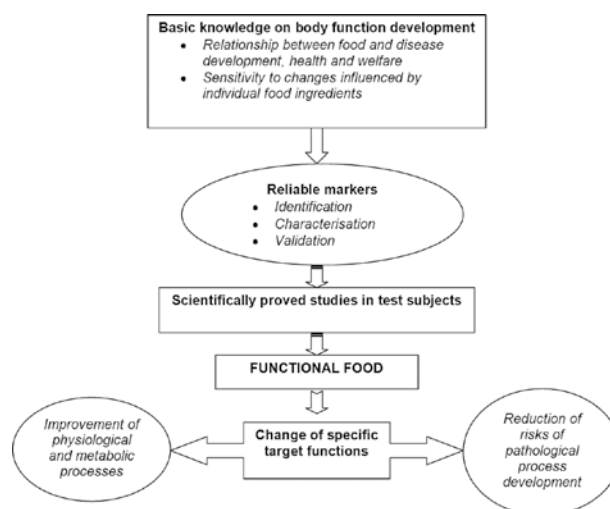 Basic knowledge on body function development
• Relationship between food and disease
development, health and welfare
• Sensitivity to changes influenced by
individual food ingredients
Reliable markers
• Identification
• Characterisation
• Validation
Scientifically proved studies in test subjects
FUNCTIONAL FOOD
Improvement of
physiological
and metabolic
processes
Change of specific
target functions
Reduction of
risks of
pathological
process
development